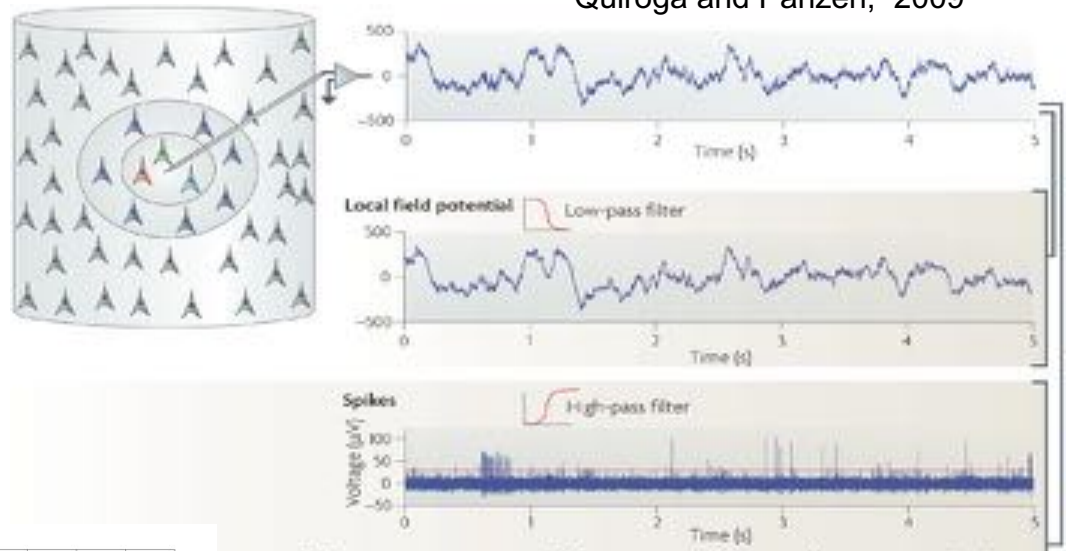 Quiroga and Panzeri, 2009
500
0
−500
0 1 2 3 4 5
Time (s)
Local field potential
Low-pass filter
500
0
−500
0 1 2 3 4 5
Time (s)
Spikes
High-pass filter
Voltage (µV)
100
50
0
−50
0 1 2 3 4 5
Time (s)